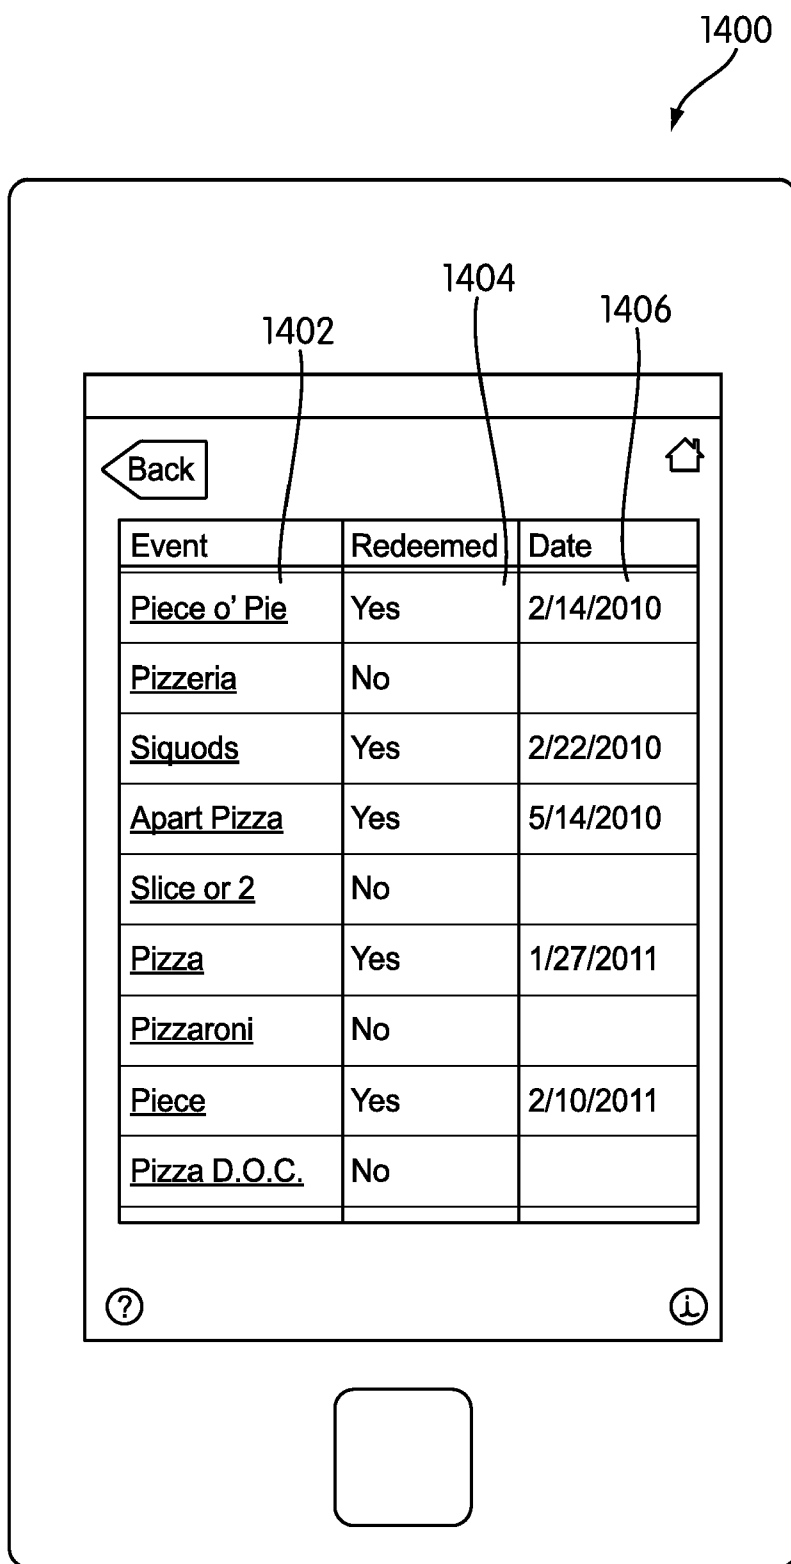 1400
1404
1406
1402
Back
Event Redeemed Date
Piece o' Pie Yes 2/14/2010
Pizzeria No
Siquods Yes 2/22/2010
Apart Pizza Yes 5/14/2010
Slice or 2 No
Pizza Yes 1/27/2011
Pizzaroni No
Piece Yes 2/10/2011
Pizza D.O.C. No
? i